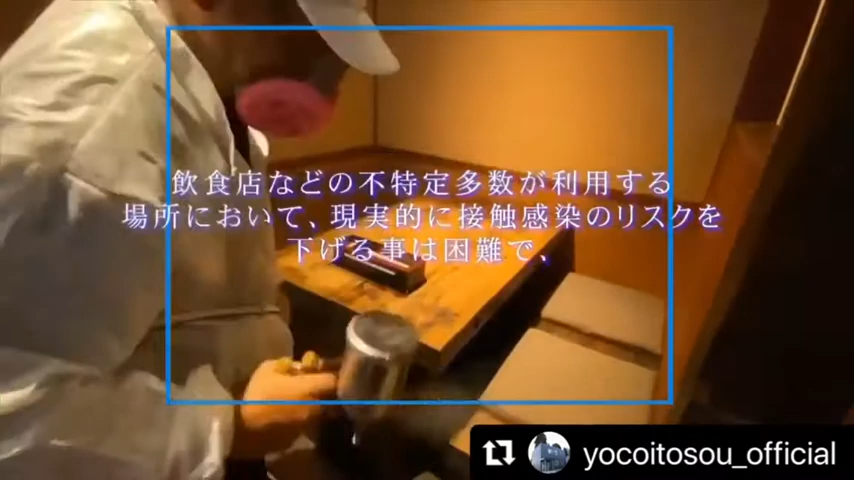 飲食店などの不特定多数が利用する
場所において、現実的に接触感染のリスクを
下げる事は困難で、
yocoitosou_official